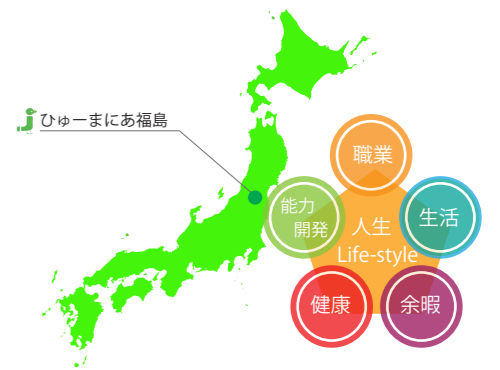 ひゅーまにあ福島
職業
能力
開発
生活
人生
Life-style
健康
余暇